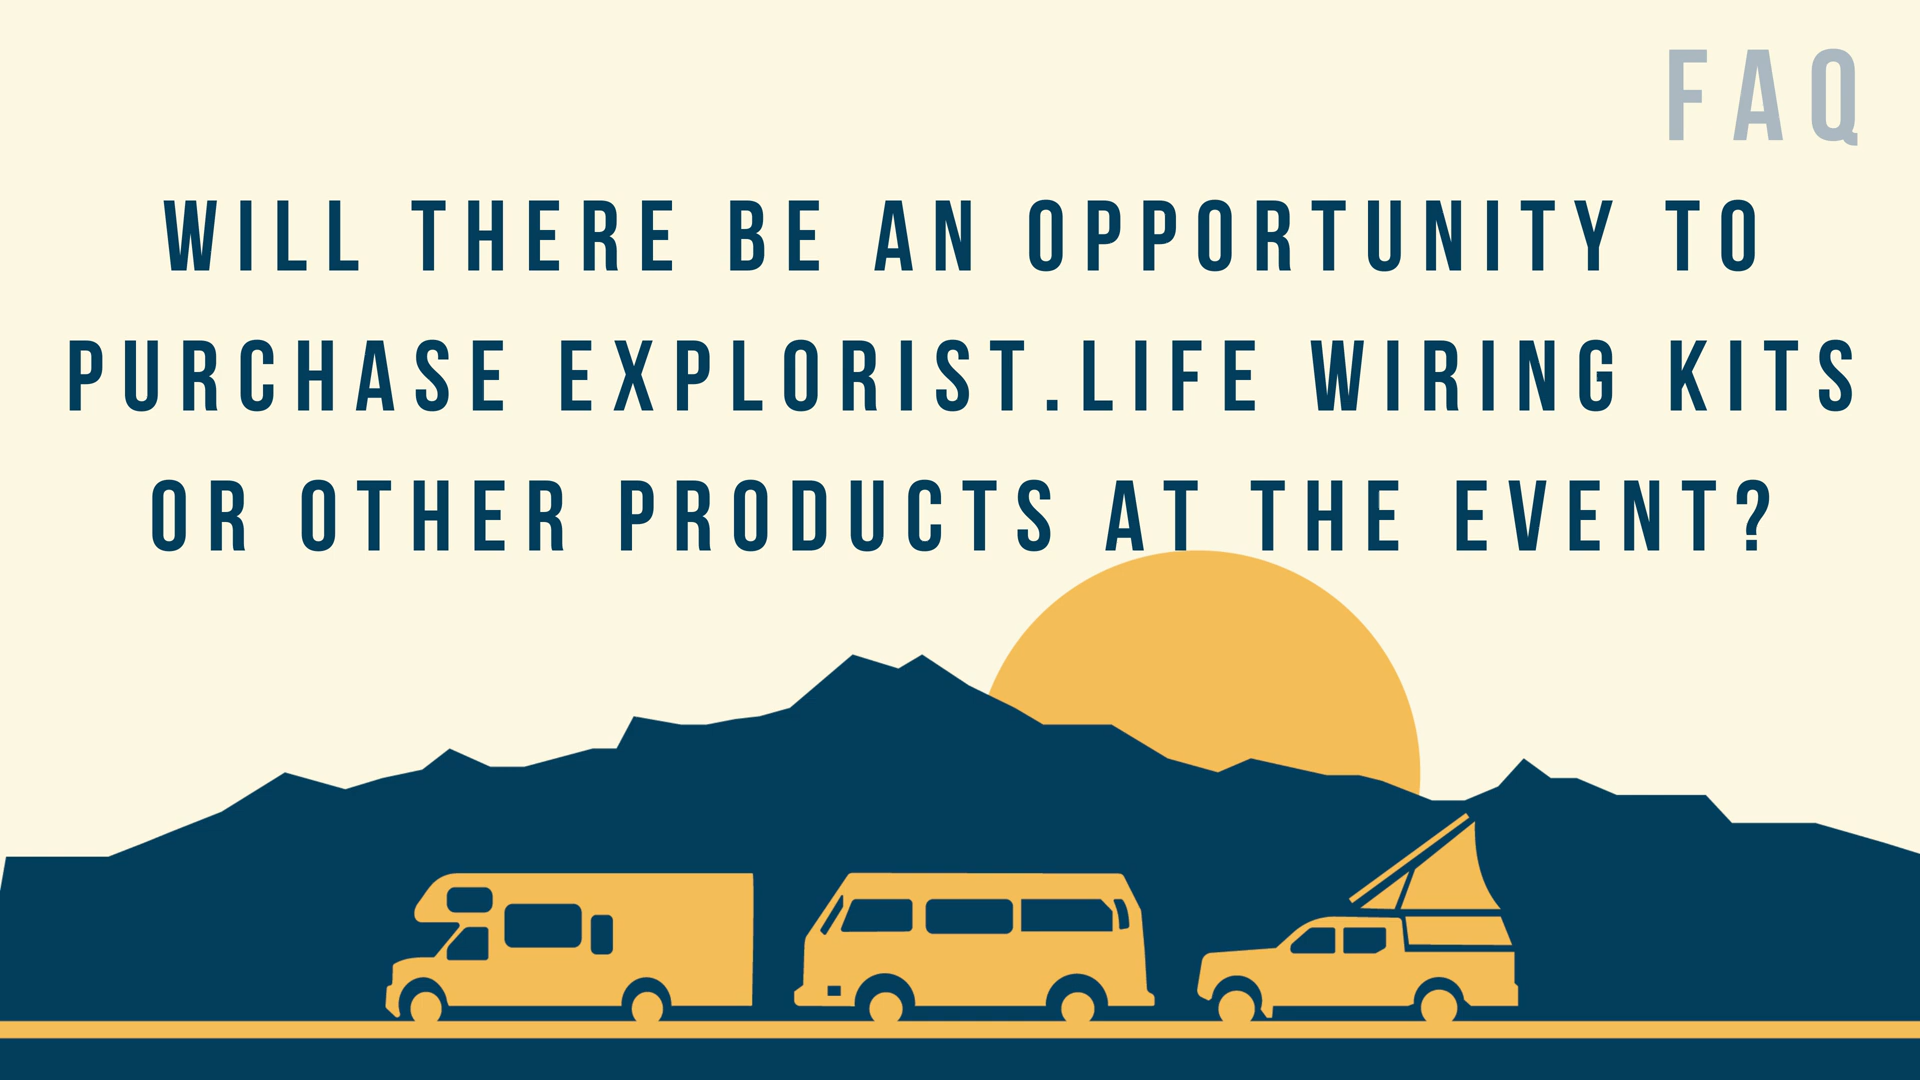 FAQ
WILL THERE BE AN OPPORTUNITY TO
PURCHASE EXPLORIST.LIFE WIRING KITS
OR OTHER PRODUCTS AT THE EVENT?